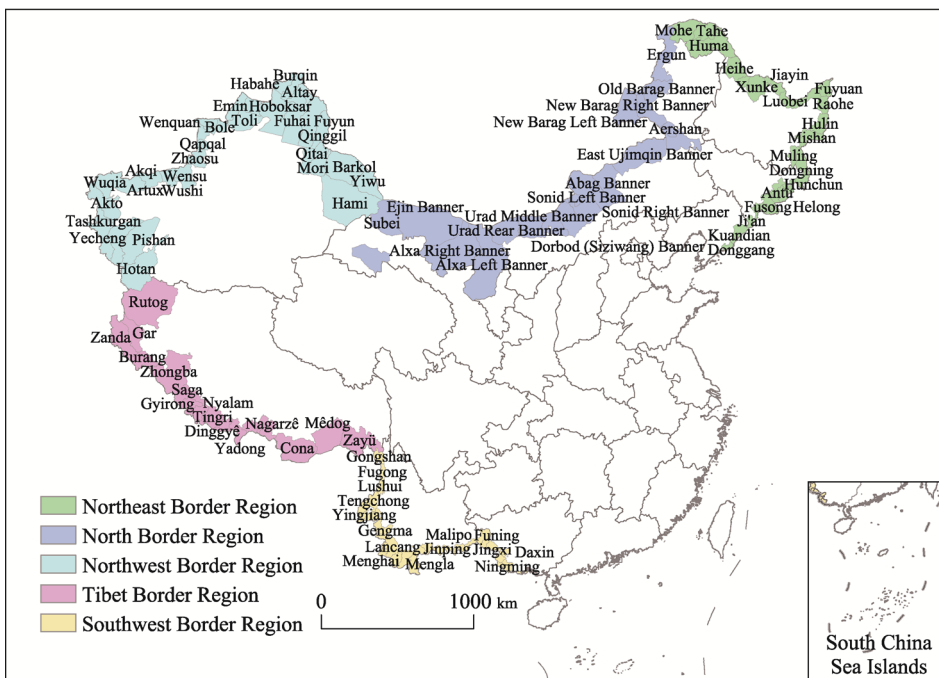 Mohe Tahe
Huma
Ergun
Heihe
Jiayin
Xunke
Fuyuan
Luobei
Raohe
Old Barag Banner
New Barag Right Banner
New Barag Left Banner
Aershan
Hulin
Mishan
East Ujimqin Banner
Muling
Dongning
Hunchun
Antu
Fusong
Helong
Ji'an
Kuandian
Donggang
Abag Banner
Sonid Left Banner
Sonid Right Banner
Urad Middle Banner
Urad Rear Banner
Dorbod (Siziwang) Banner
Ejin Banner
Subei
Alxa Right Banner
Alxa Left Banner
Burqin
Habahe
Altay
Emin
Hoboksar
Toli
Fuhai
Fuyun
Wenquan
Bole
Qinggil
Qapqal
Zhaosu
Qitai
Mori
Barkol
Yiwu
Hami
Akqi
Wensu
Wuqia
Artux
Wushi
Akto
Tashkurgan
Yecheng
Pishan
Hotan
Rutog
Zanda
Gar
Burang
Zhongba
Saga
Gyirong
Nyalam
Tingri
Dinggyê
Nagarzê
Mêdog
Yadong
Cona
Zayü
Gongshan
Fugong
Lushui
Tengchong
Yingjiang
Gengma
Malipo
Funing
Lancang
Jinping
Jingxi
Daxin
Menghai
Mengla
Ningming
Northeast Border Region
North Border Region
Northwest Border Region
Tibet Border Region
Southwest Border Region
0
1000 km
South China
Sea Islands